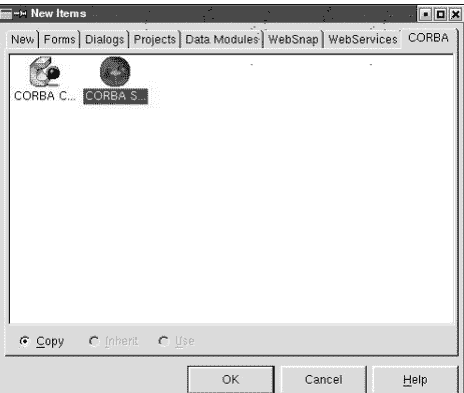 New Items
New Forms Dialogs Projects Data Modules WebSnap WebServices CORBA
CORBA C... CORBA S...
Copy Inherit Use
OK Cancel Help